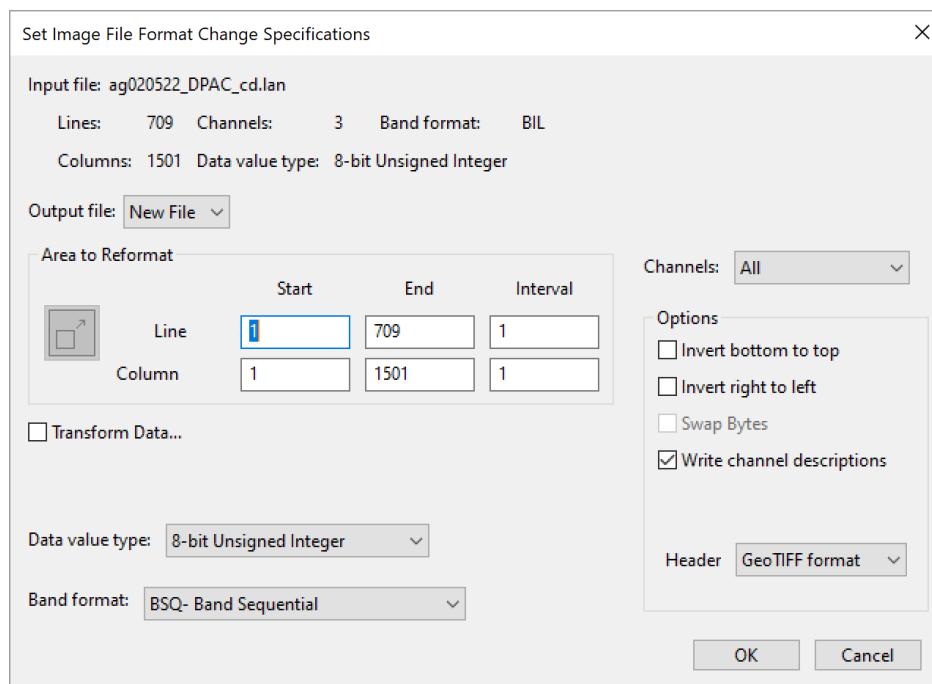 Set Image File Format Change Specifications
Input file: ag020522_DPAC_cd.lan
Lines: 709 Channels: 3 Band format: BIL
Columns: 1501 Data value type: 8-bit Unsigned Integer
Output file: New File
Area to Reformat
Start End Interval
Line 1 709 1
Column 1 1501 1
Transform Data...
Data value type: 8-bit Unsigned Integer
Band format: BSQ- Band Sequential
Channels: All
Options
Invert bottom to top
Invert right to left
Swap Bytes
Write channel descriptions
Header GeoTIFF format
OK Cancel